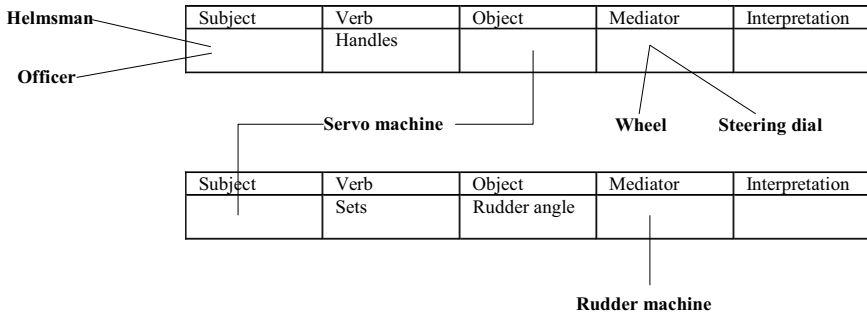 Helmsman
Subject Verb Object Mediator Interpretation
Handles
Officer
Servo machine Wheel Steering dial
Subject Verb Object Mediator Interpretation
Sets Rudder angle
Rudder machine